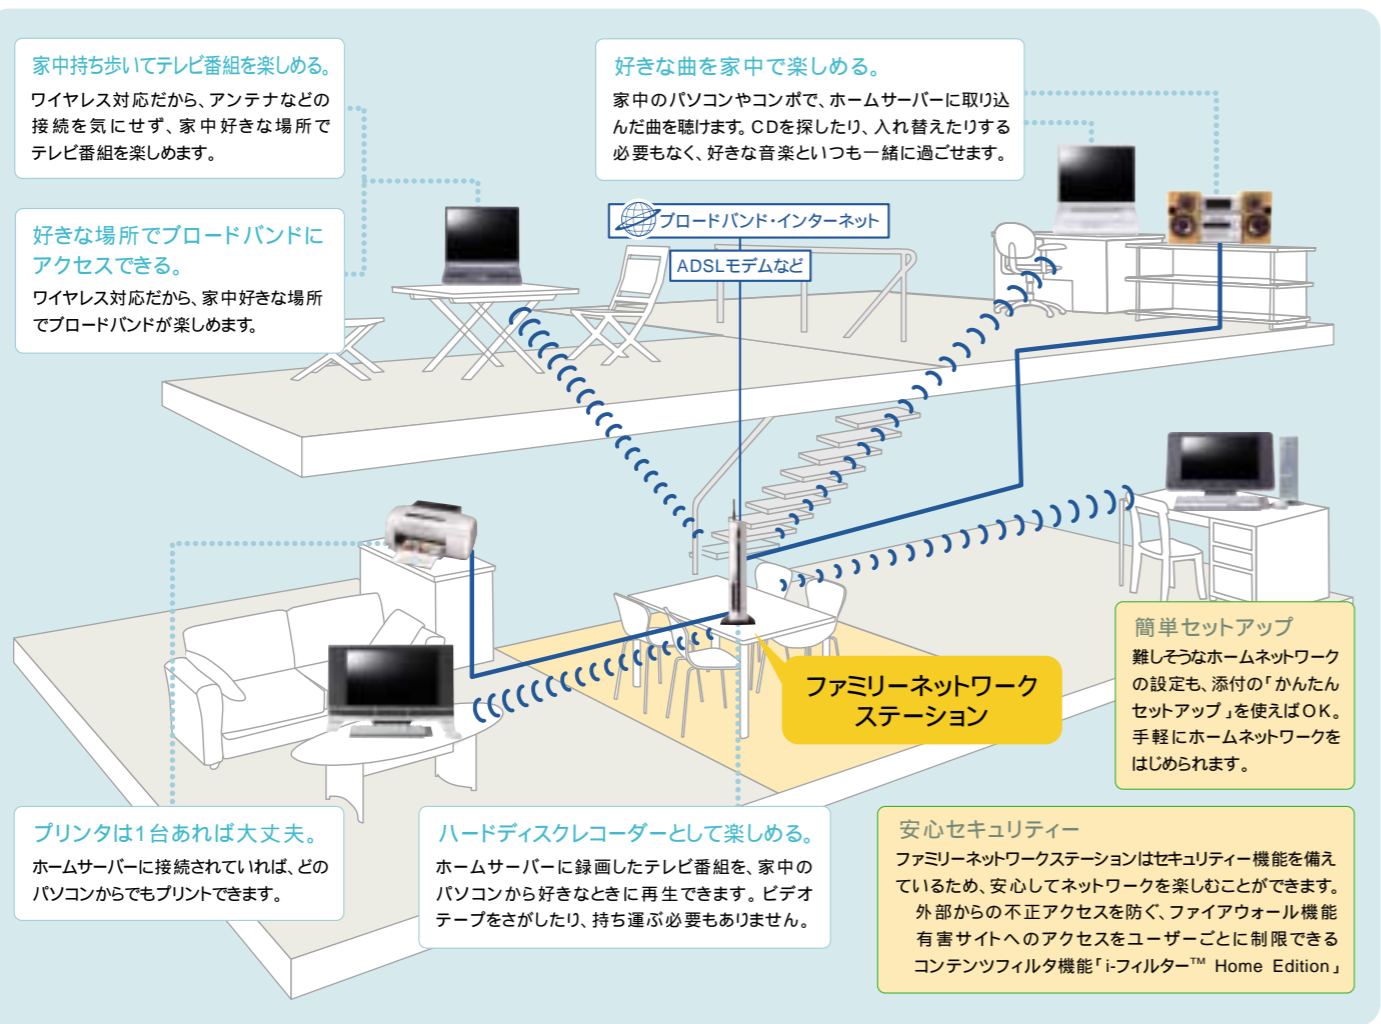 家中持ち歩いてテレビ番組を楽しめる。
ワイヤレス対応だから、アンテナなどの
接続を気にせず、家中好きな場所で
テレビ番組を楽しめます。
好きな場所でブロードバンドに
アクセスできる。
ワイヤレス対応だから、家中好きな場所
でブロードバンドが楽しめます。
好きな曲を家中で楽しめる。
家中のパソコンやコンポで、ホームサーバーに取り込
んだ曲を聴けます。CDを探したり、入れ替えたりする
必要もなく、好きな音楽といつも一緒に過ごせます。
ブロードバンド・インターネット
ADSLモデムなど
ファミリーネットワーク
ステーション
簡単セットアップ
難しそうなホームネットワーク
の設定も、添付の「かんたん
セットアップ」を使えばOK。
手軽にホームネットワークを
はじめられます。
プリンタは1台あれば大丈夫。
ホームサーバーに接続されていれば、どの
パソコンからでもプリントできます。
ハードディスクレコーダーとして楽しめる。
ホームサーバーに録画したテレビ番組を、家中の
パソコンから好きなときに再生できます。ビデオ
テープをさがしたり、持ち運ぶ必要もありません。
安心セキュリティー
ファミリーネットワークステーションはセキュリティー機能を備え
ているため、安心してネットワークを楽しむことができます。
外部からの不正アクセスを防ぐ、ファイアウォール機能
有害サイトへのアクセスをユーザーごとに制限できる
コンテンツフィルタ機能「i-フィルター™ Home Edition」